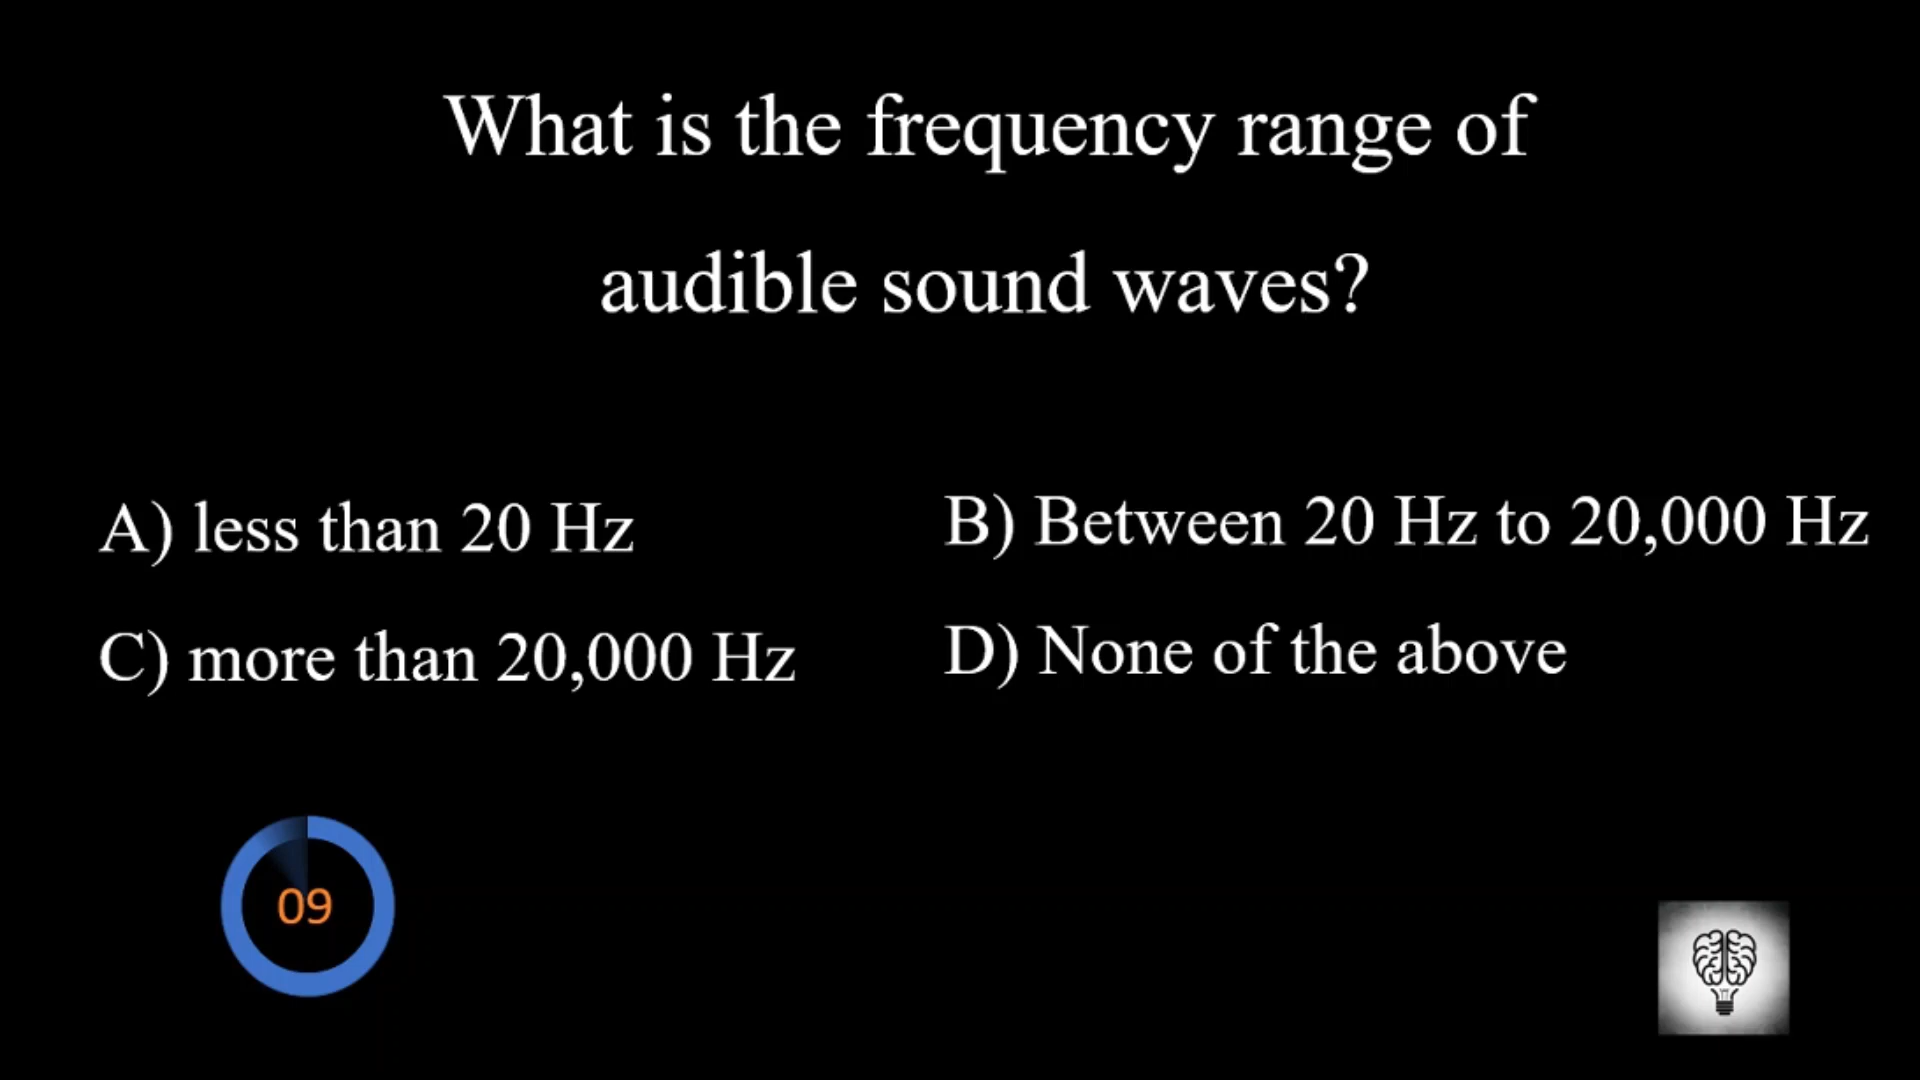 What is the frequency range of
audible sound waves?
A) less than 20 Hz
B) Between 20 Hz to 20,000 Hz
C) more than 20,000 Hz
D) None of the above
09